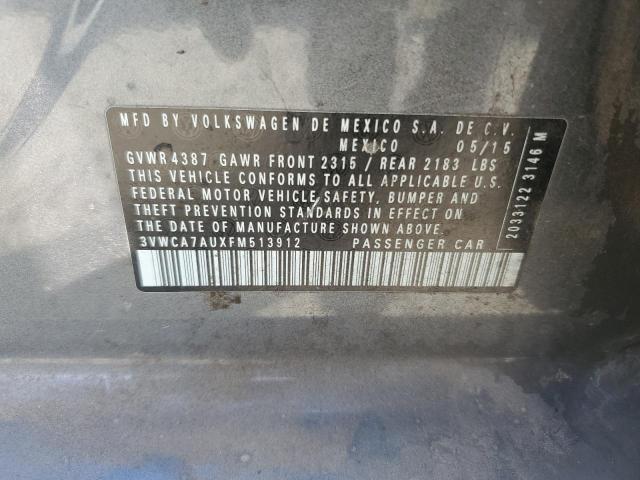 MFD BY VOLKSWAGEN DE MEXICO S.A. DE C.V.
MEXICO 05/15
GVWR 4387 GAWR FRONT 2315 / REAR 2183 LBS
THIS VEHICLE CONFORMS TO ALL APPLICABLE U.S.
FEDERAL MOTOR VEHICLE SAFETY, BUMPER AND
THEFT PREVENTION STANDARDS IN EFFECT ON
THE DATE OF MANUFACTURE SHOWN ABOVE.
3VWCA7AUXFM513912 PASSENGER CAR
2033122 3146 M